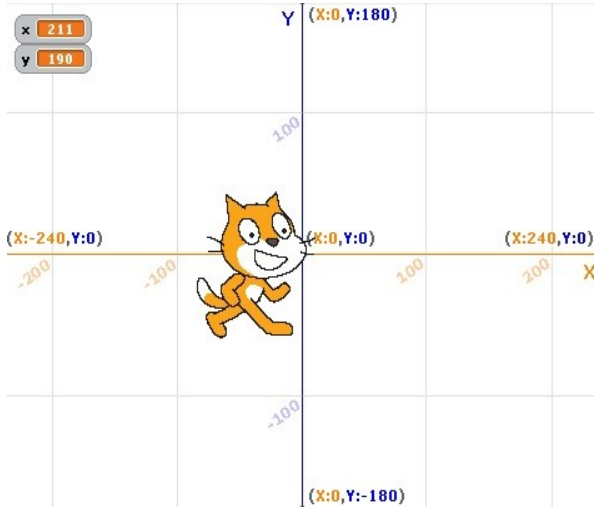 x 211
y 190
Y
(X:0,Y:180)
100
(X:-240,Y:0)
(X:0,Y:0)
(X:240,Y:0)
-200
-100
100
200
X
-100
(X:0,Y:-180)